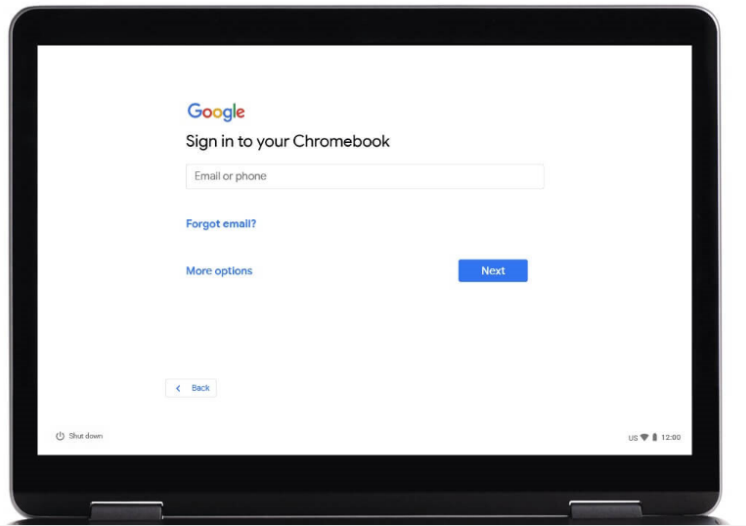 Google
Sign in to your Chromebook
Email or phone
Forgot email?
More options
Next
Back
Shut down
US 12:00